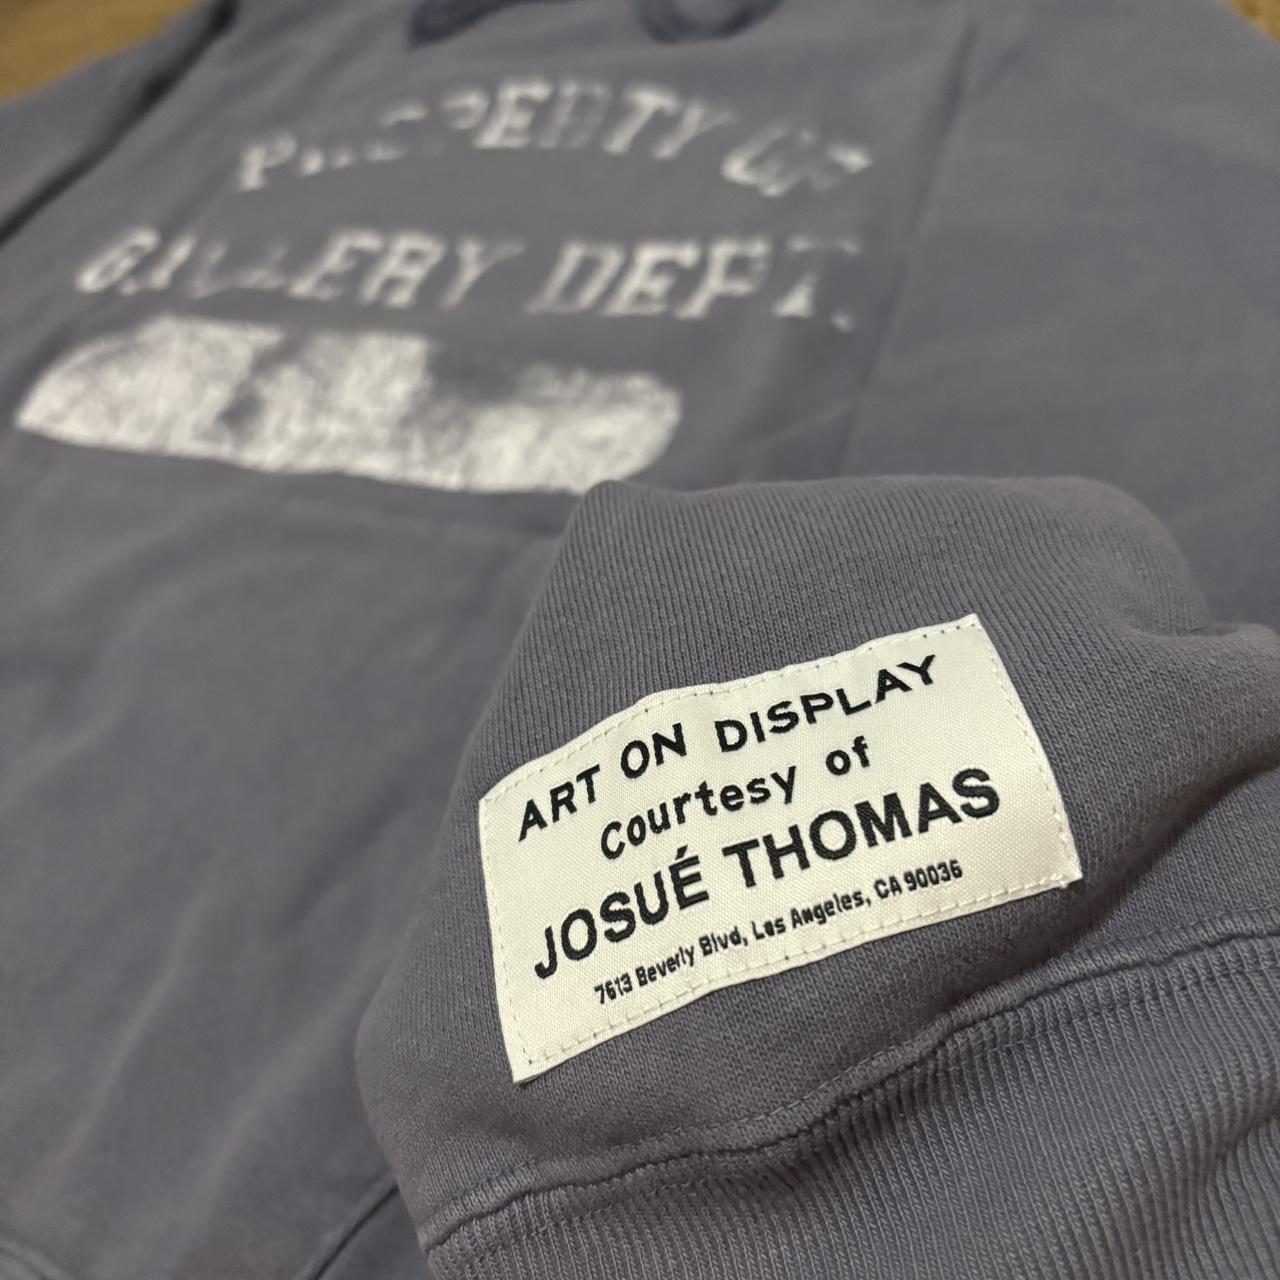 PROPERTY OF
GALLERY DEPT.
ART ON DISPLAY
Courtesy of
JOSUÉ THOMAS
7613 Beverly Blvd, Los Angeles, CA 90036